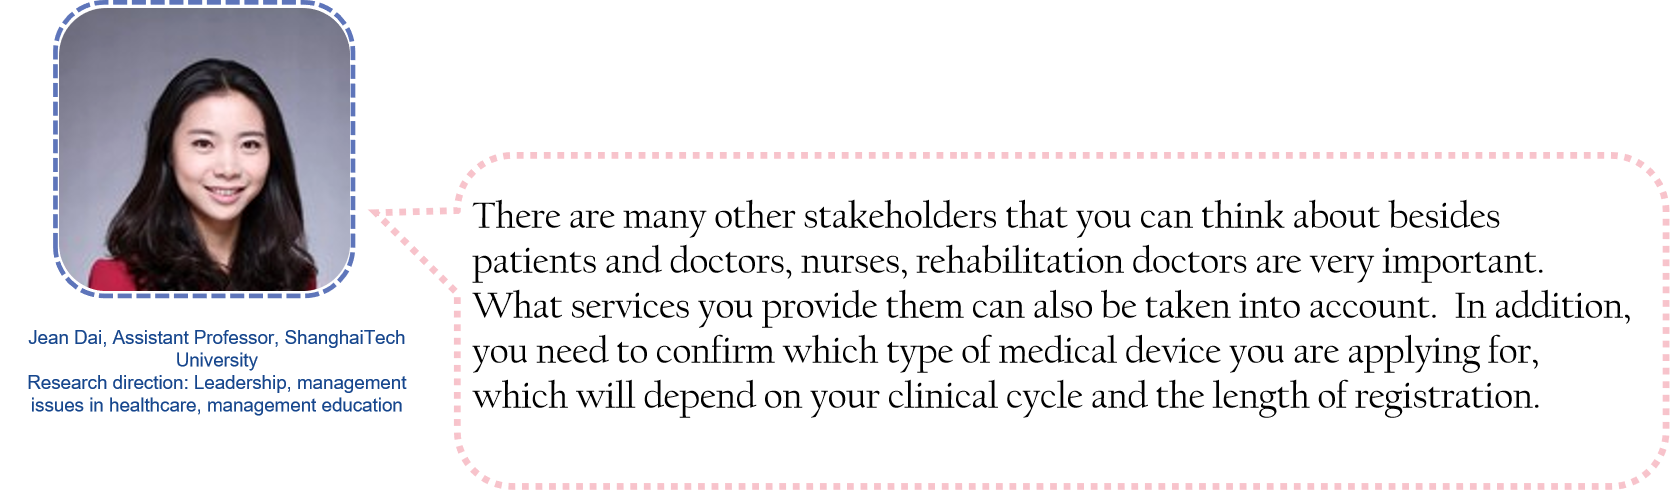 There are many other stakeholders that you can think about besides
patients and doctors, nurses, rehabilitation doctors are very important.
What services you provide them can also be taken into account.  In addition,
you need to confirm which type of medical device you are applying for,
which will depend on your clinical cycle and the length of registration.
Jean Dai, Assistant Professor, ShanghaiTech
University
Research direction: Leadership, management
issues in healthcare, management education